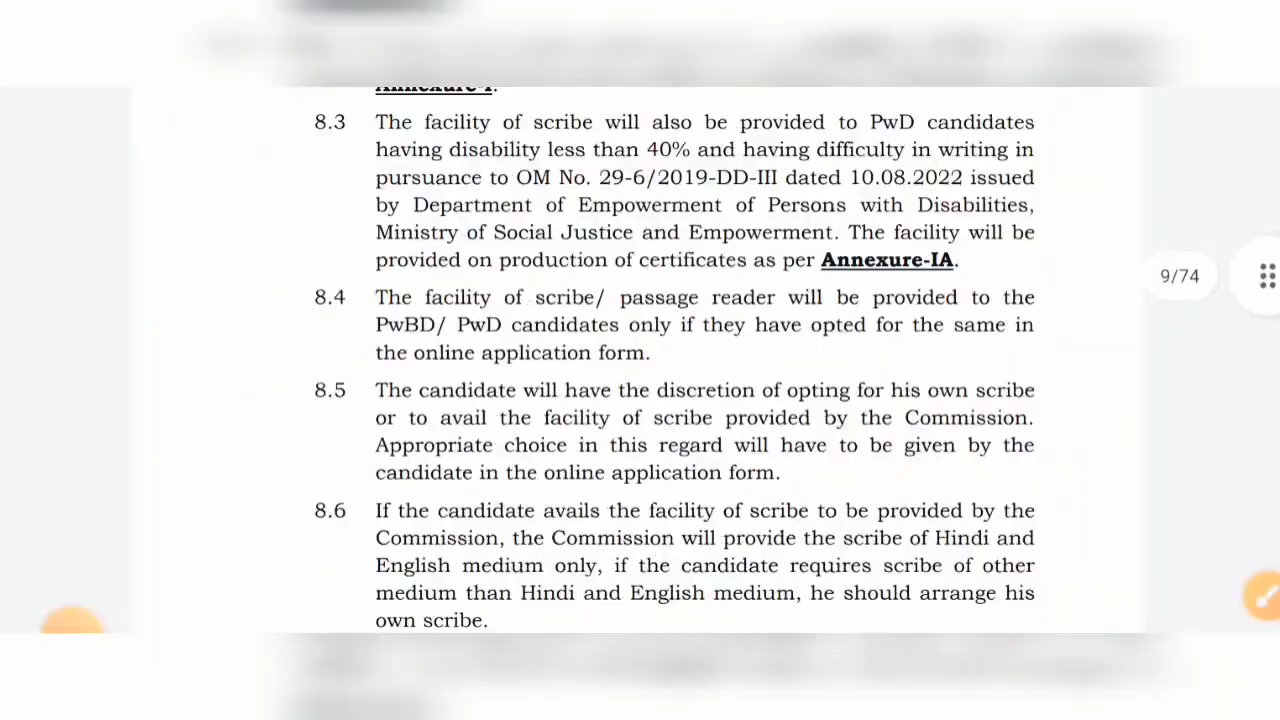 Annexure-I.
8.3 The facility of scribe will also be provided to PwD candidates
having disability less than 40% and having difficulty in writing in
pursuance to OM No. 29-6/2019-DD-III dated 10.08.2022 issued
by Department of Empowerment of Persons with Disabilities,
Ministry of Social Justice and Empowerment. The facility will be
provided on production of certificates as per Annexure-IA.
9/74
8.4 The facility of scribe/ passage reader will be provided to the
PwBD/ PwD candidates only if they have opted for the same in
the online application form.
8.5 The candidate will have the discretion of opting for his own scribe
or to avail the facility of scribe provided by the Commission.
Appropriate choice in this regard will have to be given by the
candidate in the online application form.
8.6 If the candidate avails the facility of scribe to be provided by the
Commission, the Commission will provide the scribe of Hindi and
English medium only, if the candidate requires scribe of other
medium than Hindi and English medium, he should arrange his
own scribe.